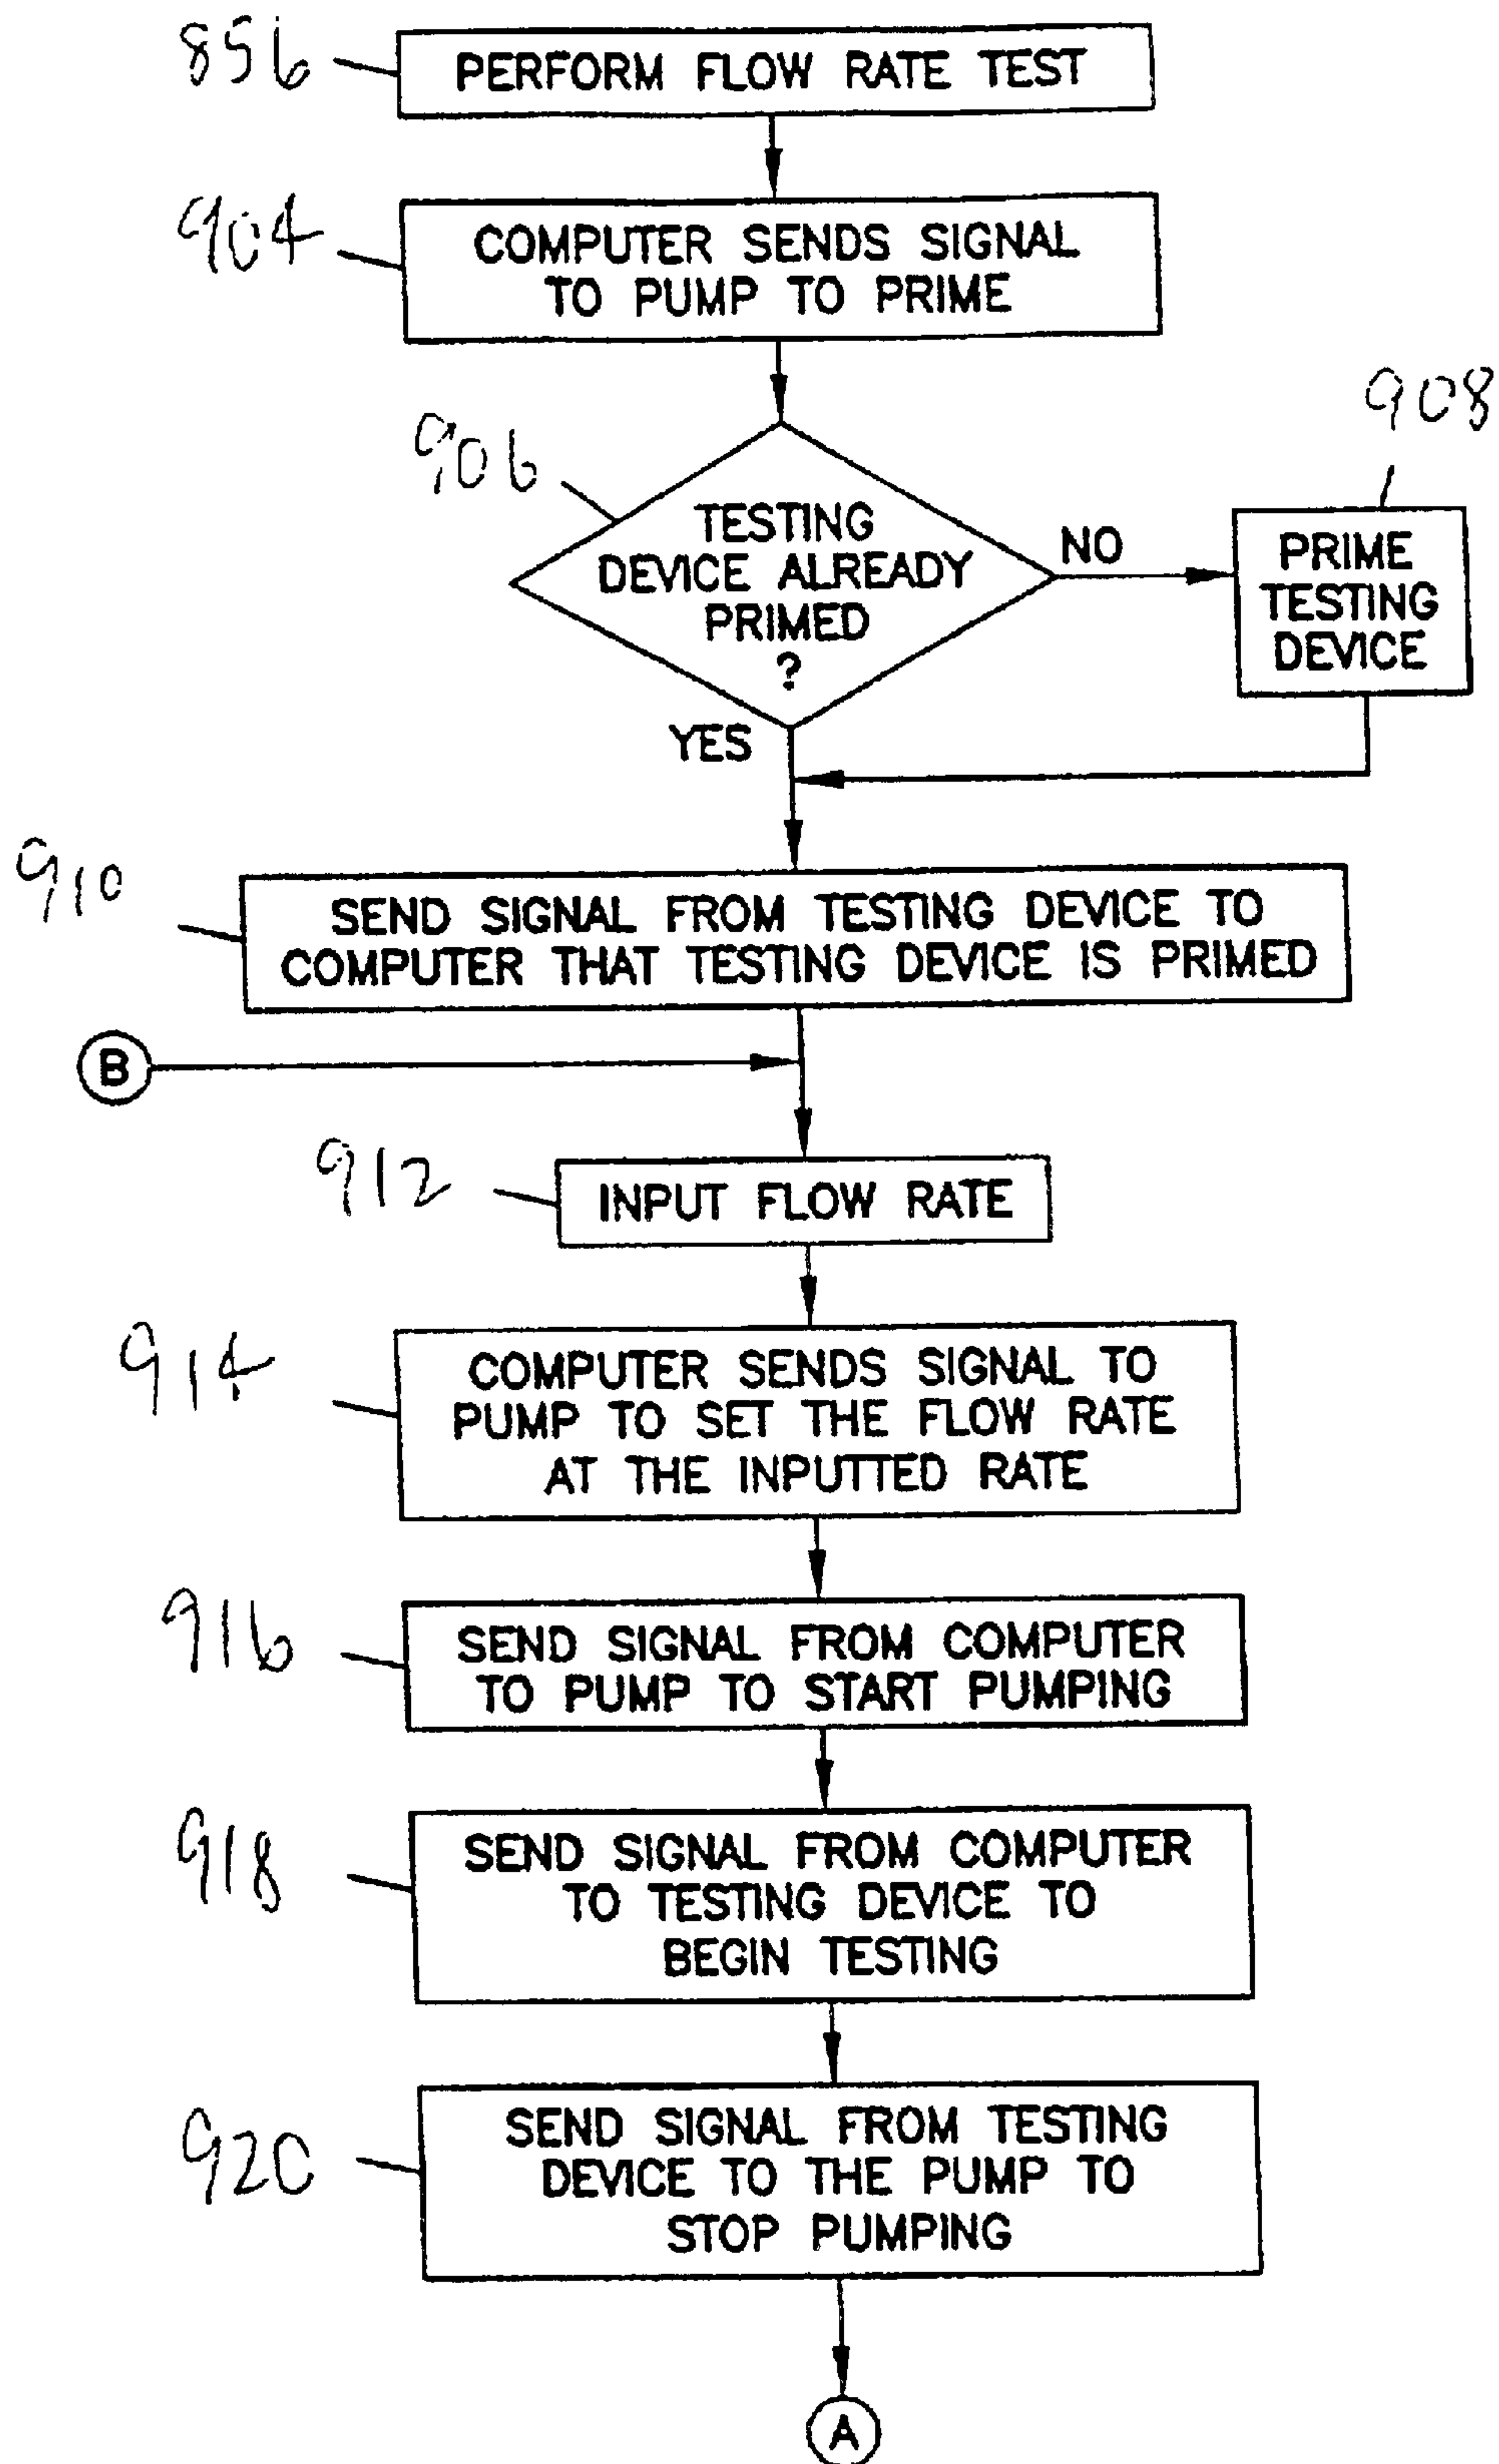 856
PERFORM FLOW RATE TEST
904
COMPUTER SENDS SIGNAL
TO PUMP TO PRIME
906
TESTING
DEVICE ALREADY
PRIMED
?
NO
908
PRIME
TESTING
DEVICE
YES
910
SEND SIGNAL FROM TESTING DEVICE TO
COMPUTER THAT TESTING DEVICE IS PRIMED
B
912
INPUT FLOW RATE
914
COMPUTER SENDS SIGNAL TO
PUMP TO SET THE FLOW RATE
AT THE INPUTTED RATE
916
SEND SIGNAL FROM COMPUTER
TO PUMP TO START PUMPING
918
SEND SIGNAL FROM COMPUTER
TO TESTING DEVICE TO
BEGIN TESTING
920
SEND SIGNAL FROM TESTING
DEVICE TO THE PUMP TO
STOP PUMPING
A